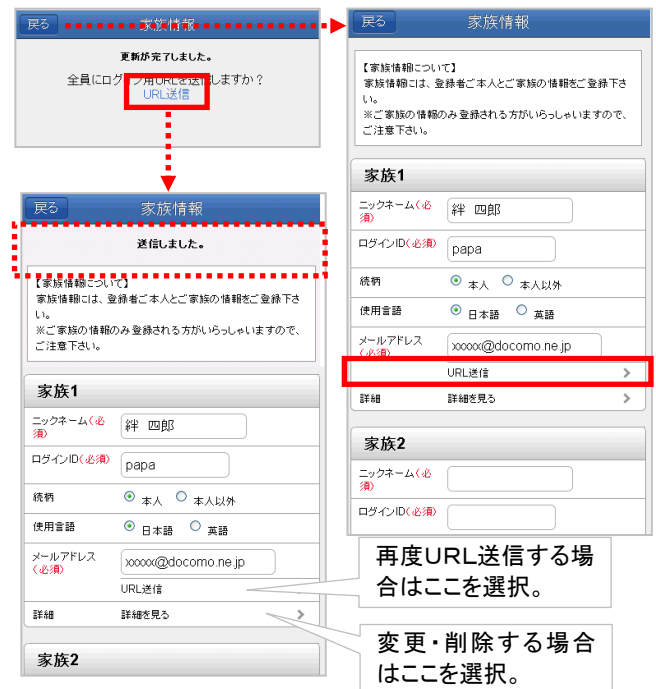 戻る 家族情報
更新が完了しました。
全員にログイン用URLを送信しますか？
URL送信
戻る 家族情報
送信しました。
【家族情報について】
家族情報には、登録者ご本人とご家族の情報をご登録下さ
い。
※ご家族の情報のみ登録される方がいらっしゃいますので、
ご注意下さい。
家族1
ニックネーム(必
須) 絆 四郎
ログインID(必須) papa
続柄 本人 本人以外
使用言語 日本語 英語
メールアドレス
(必須) xxxxx@docomo.ne.jp
URL送信
詳細 詳細を見る
家族2
戻る 家族情報
【家族情報について】
家族情報には、登録者ご本人とご家族の情報をご登録下さ
い。
※ご家族の情報のみ登録される方がいらっしゃいますので、
ご注意下さい。
家族1
ニックネーム(必
須) 絆 四郎
ログインID(必須) papa
続柄 本人 本人以外
使用言語 日本語 英語
メールアドレス
(必須) xxxxx@docomo.ne.jp
URL送信
詳細 詳細を見る
家族2
ニックネーム(必
須)
ログインID(必須)
再度URL送信する場
合はここを選択。
変更・削除する場合
はここを選択。